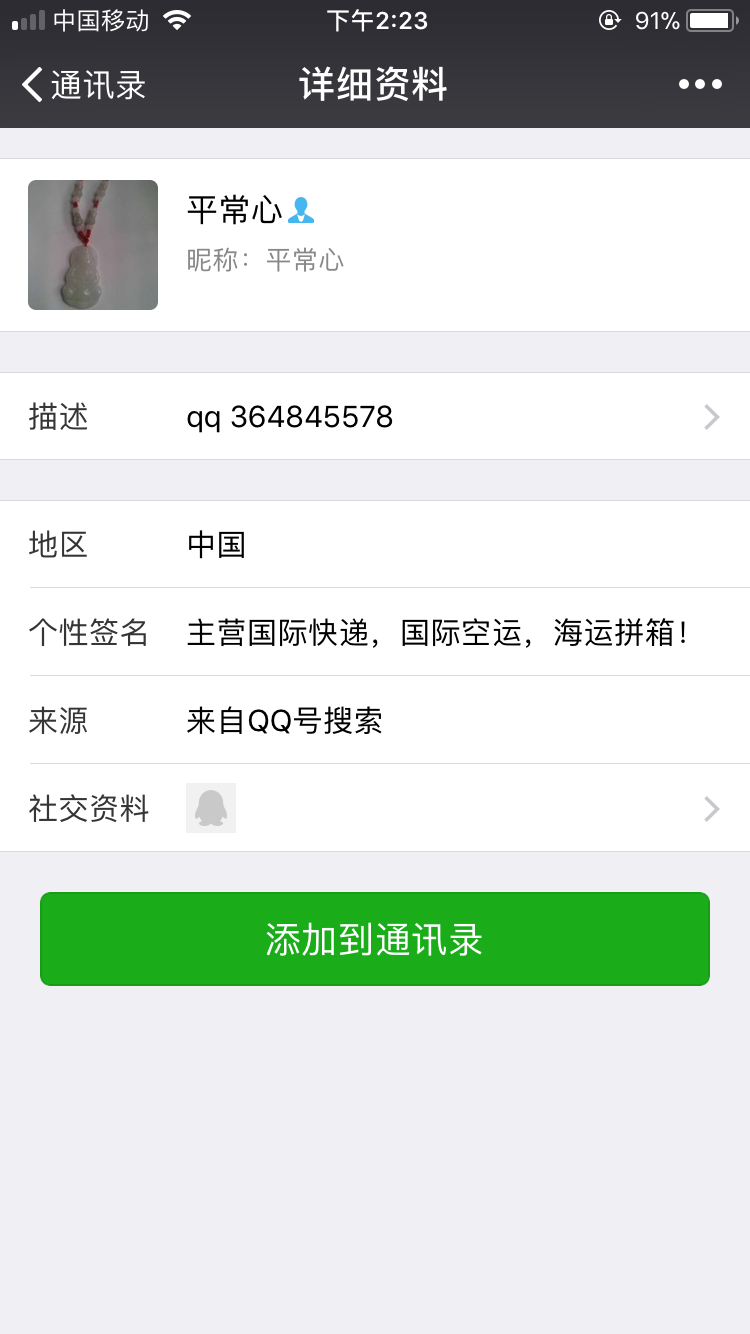 中国移动 下午2:23 91%
通讯录 详细资料
平常心
昵称：平常心
描述 qq 364845578
地区 中国
个性签名 主营国际快递，国际空运，海运拼箱！
来源 来自QQ号搜索
社交资料
添加到通讯录